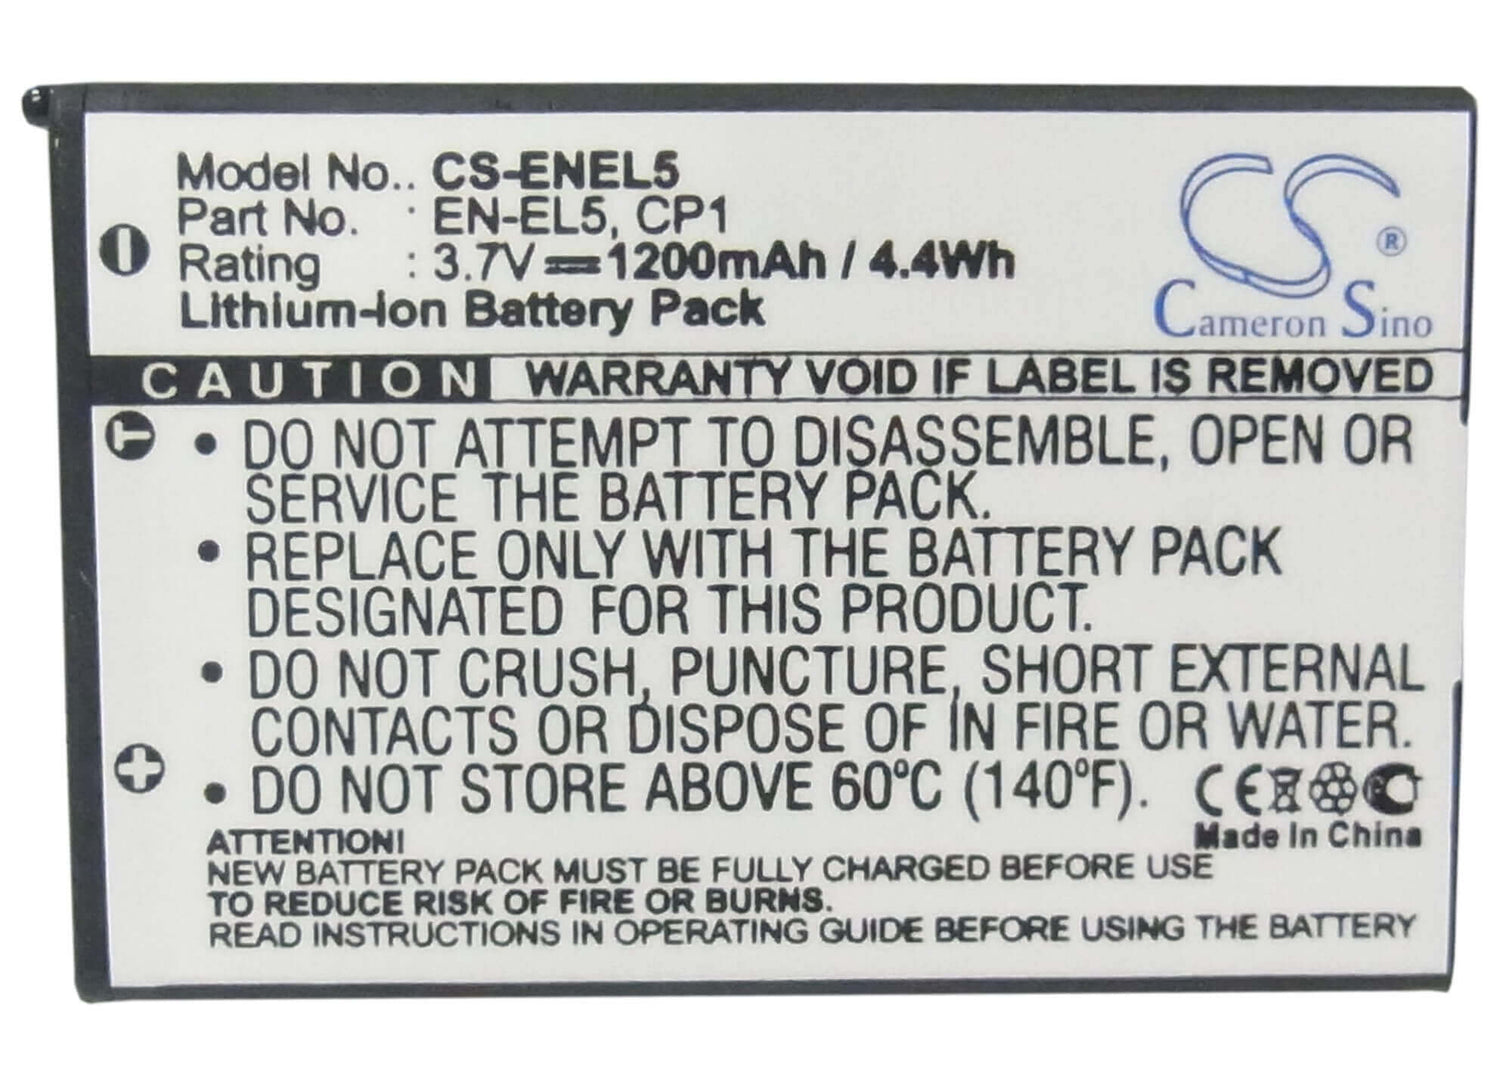 Model No.. CS-ENEL5
Part No. : EN-EL5, CP1
Rating : 3.7V⎓1200mAh / 4.4Wh
Lithium-Ion Battery Pack
CS®
Cameron Sino
CAUTION WARRANTY VOID IF LABEL IS REMOVED
T
• DO NOT ATTEMPT TO DISASSEMBLE, OPEN OR
SERVICE THE BATTERY PACK.
• REPLACE ONLY WITH THE BATTERY PACK
DESIGNATED FOR THIS PRODUCT.
• DO NOT CRUSH, PUNCTURE, SHORT EXTERNAL
CONTACTS OR DISPOSE OF IN FIRE OR WATER.
+
• DO NOT STORE ABOVE 60ºC (140ºF). CE
Made In China
ATTENTION!
NEW BATTERY PACK MUST BE FULLY CHARGED BEFORE USE
TO REDUCE RISK OF FIRE OR BURNS.
READ INSTRUCTIONS IN OPERATING GUIDE BEFORE USING THE BATTERY